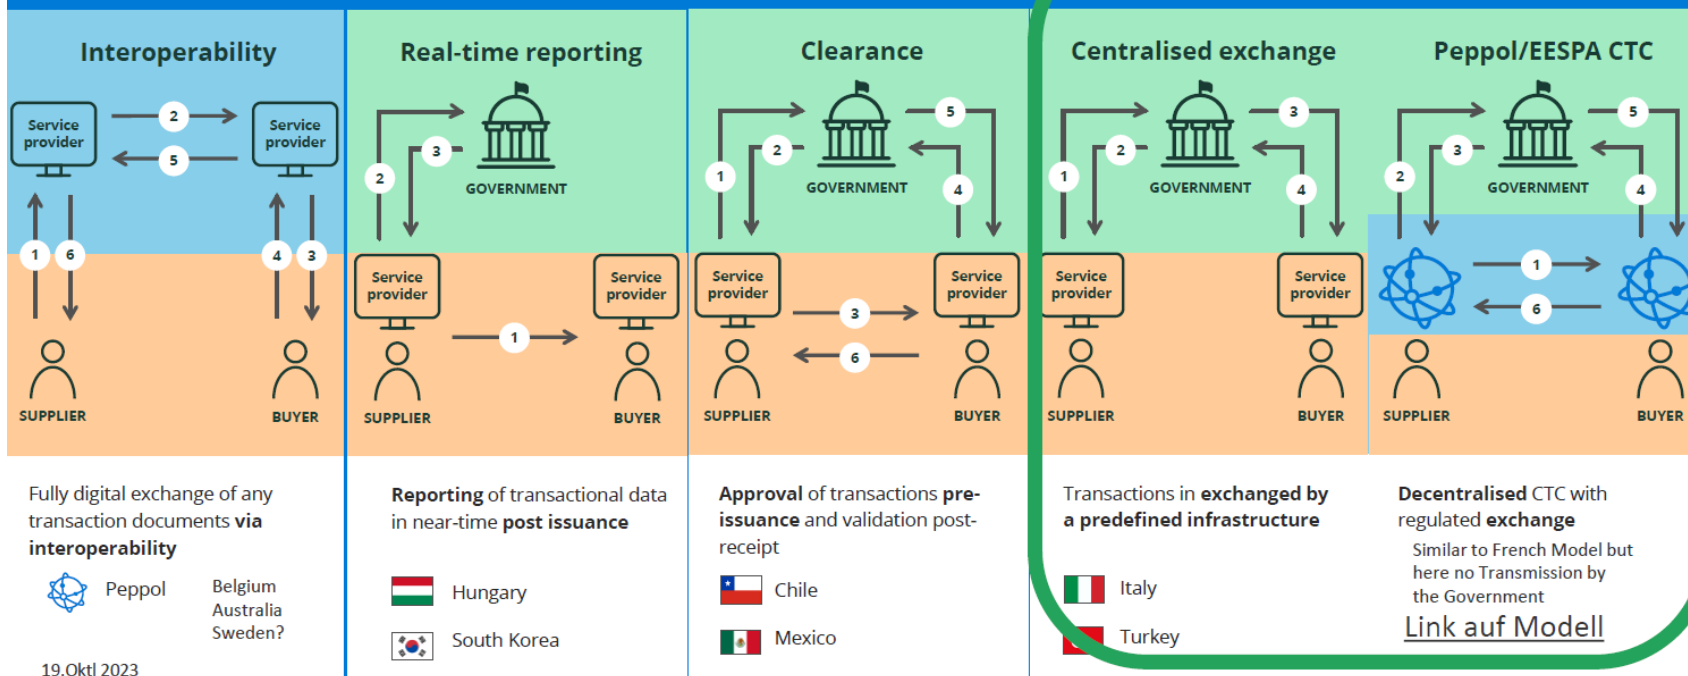 Interoperability
Service
provider
2
5
Service
provider
1
6
4
3
SUPPLIER
BUYER
Fully digital exchange of any
transaction documents via
interoperability
Peppol
Belgium
Australia
Sweden?
19.Oktl 2023
Real-time reporting
2
3
GOVERNMENT
Service
provider
Service
provider
1
SUPPLIER
BUYER
Reporting of transactional data
in near-time post issuance
Hungary
South Korea
Clearance
1
2
5
4
GOVERNMENT
Service
provider
Service
provider
3
6
SUPPLIER
BUYER
Approval of transactions pre-
issuance and validation post-
receipt
Chile
Mexico
Centralised exchange
1
2
3
4
GOVERNMENT
Service
provider
Service
provider
SUPPLIER
BUYER
Transactions in exchanged by
a predefined infrastructure
Italy
Turkey
Peppol/EESPA CTC
2
3
5
4
GOVERNMENT
1
6
SUPPLIER
BUYER
Decentralised CTC with
regulated exchange
Similar to French Model but
here no Transmission by
the Government
Link auf Modell